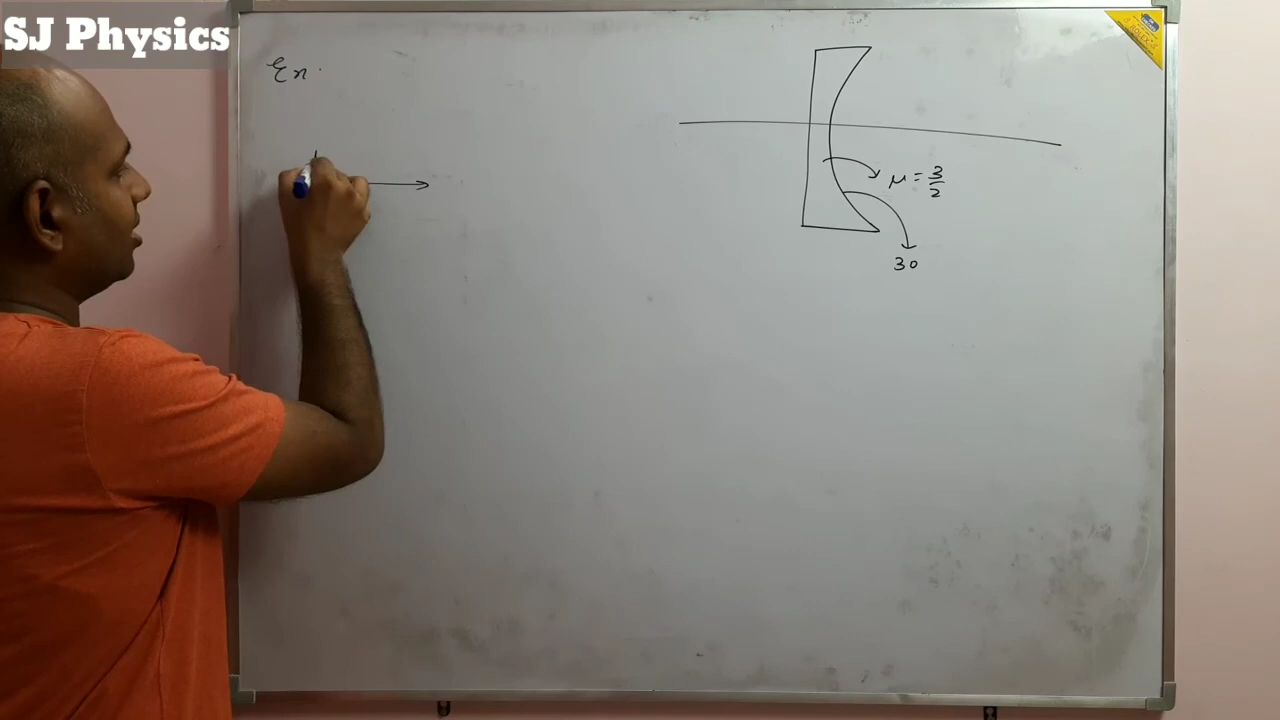 SJ Physics
Ex.
μ = 3/2
30